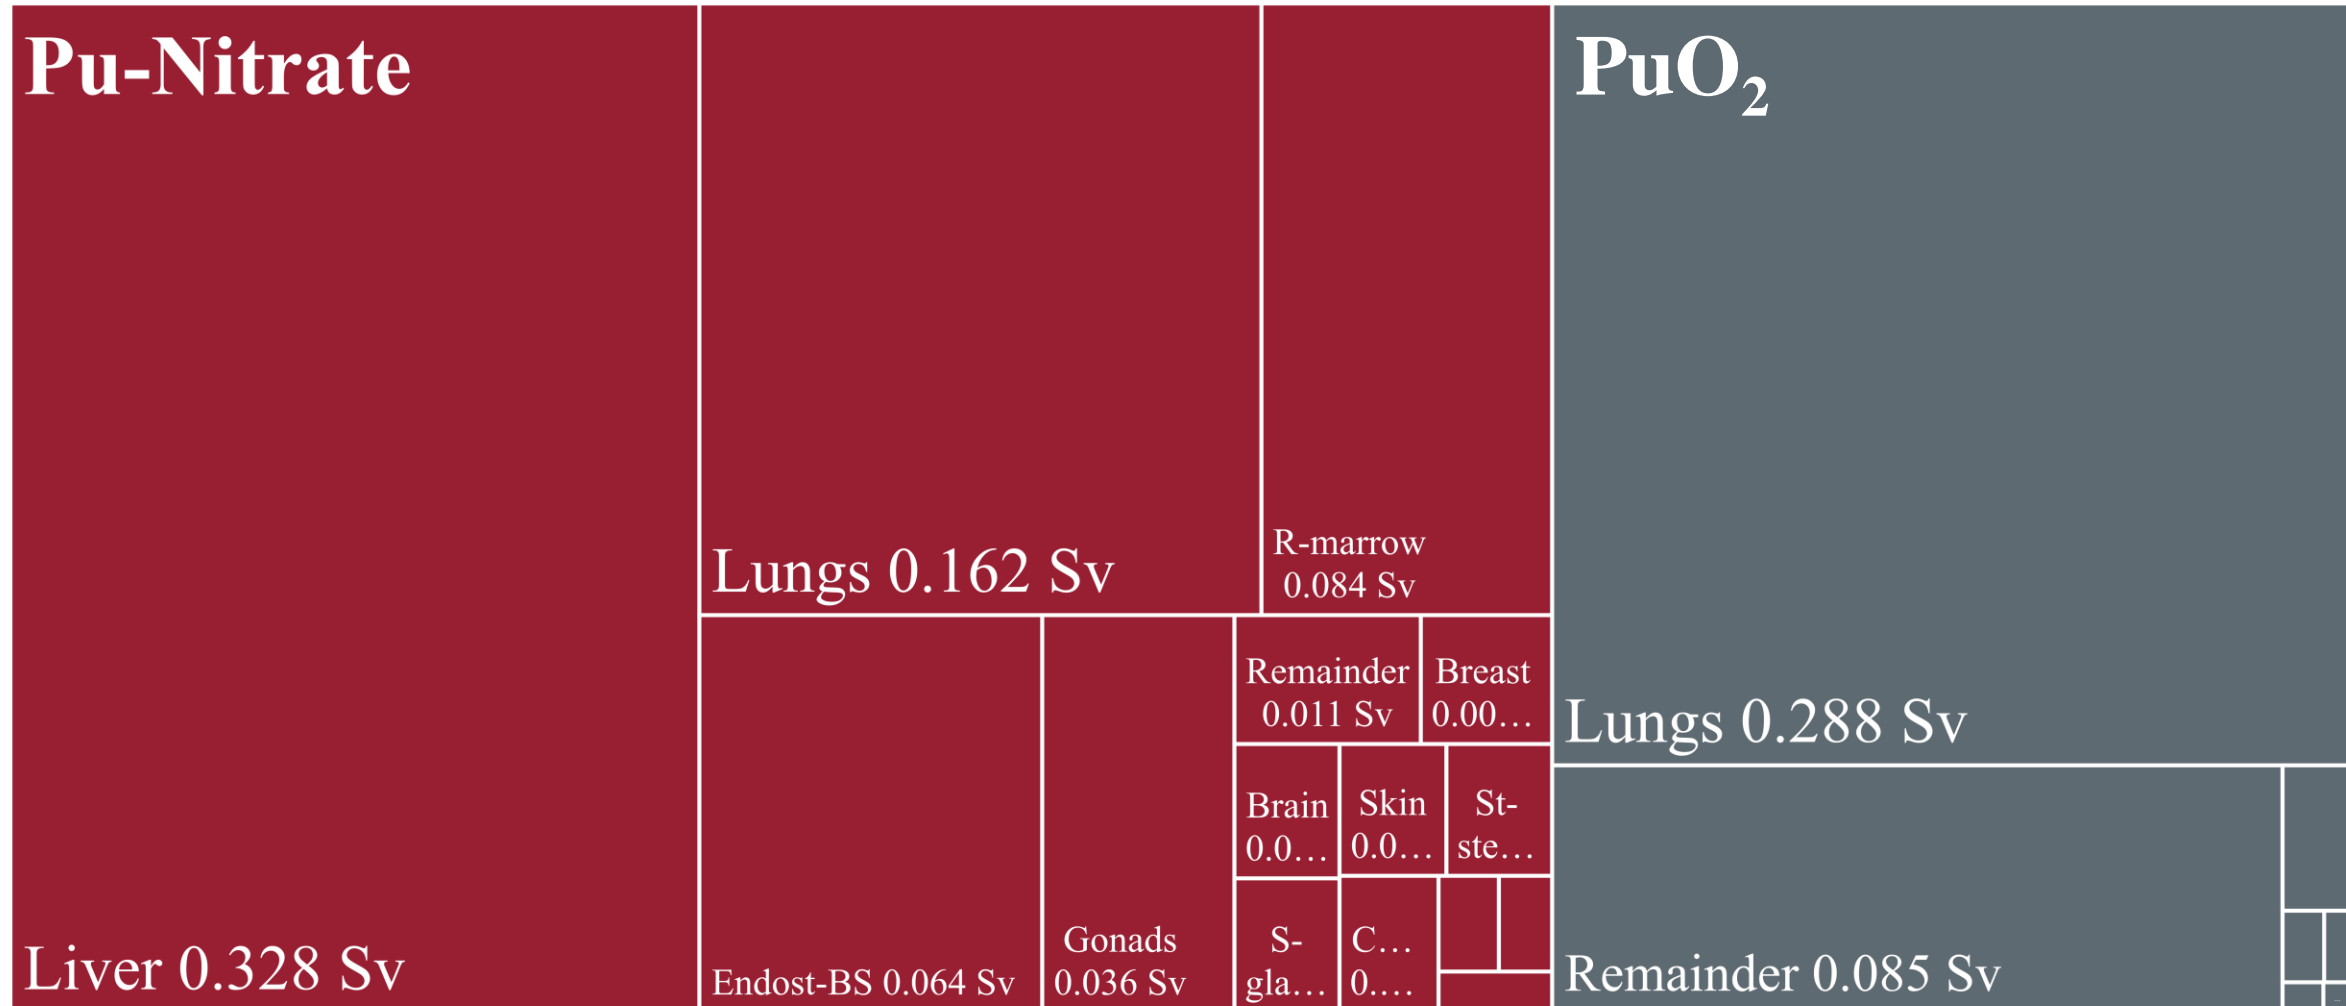 Pu-Nitrate
Liver 0.328 Sv
Lungs 0.162 Sv
R-marrow
0.084 Sv
Endost-BS 0.064 Sv
Gonads
0.036 Sv
Remainder
0.011 Sv
Breast
0.00…
Brain
0.0…
Skin
0.0…
St-
ste…
S-
gla…
C…
0.…
PuO₂
Lungs 0.288 Sv
Remainder 0.085 Sv